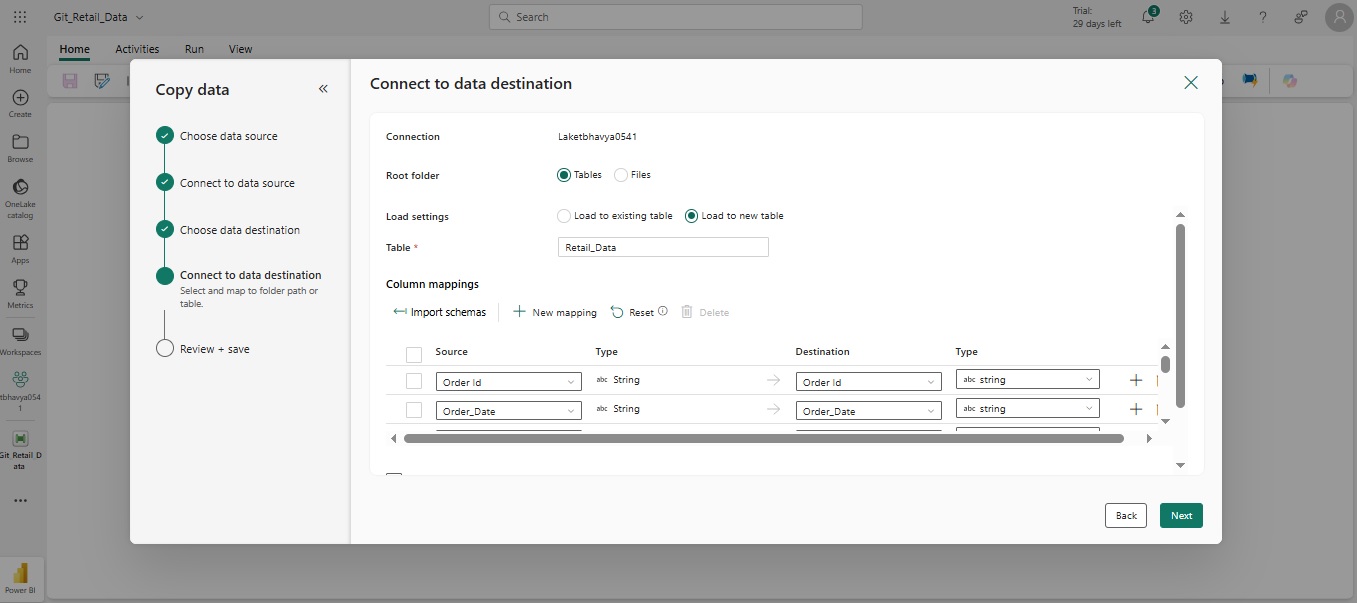 Git_Retail_Data
Search
Trial:
29 days left
3
Home
Activities
Run
View
Home
Create
Browse
OneLake
catalog
Apps
Metrics
Workspaces
tbhavya054
1
Git_Retail_D
ata
Power BI
Copy data
Choose data source
Connect to data source
Choose data destination
Connect to data destination
Select and map to folder path or
table.
Review + save
Connect to data destination
Connection
Laketbhavya0541
Root folder
Tables
Files
Load settings
Load to existing table
Load to new table
Table *
Retail_Data
Column mappings
Import schemas
New mapping
Reset
Delete
Source
Type
Destination
Type
Order Id
abc String
Order Id
abc string
Order_Date
abc String
Order_Date
abc string
Back
Next